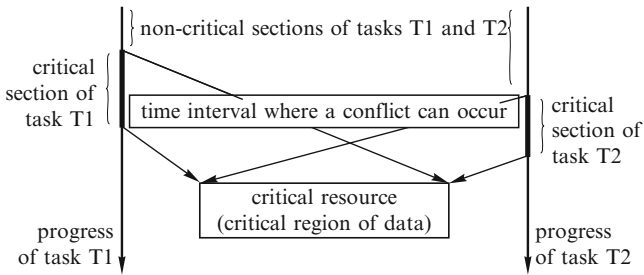 non-critical sections of tasks T1 and T2
critical
section of
task T1
time interval where a conflict can occur
critical
section of
task T2
critical resource
(critical region of data)
progress
of task T1
progress
of task T2